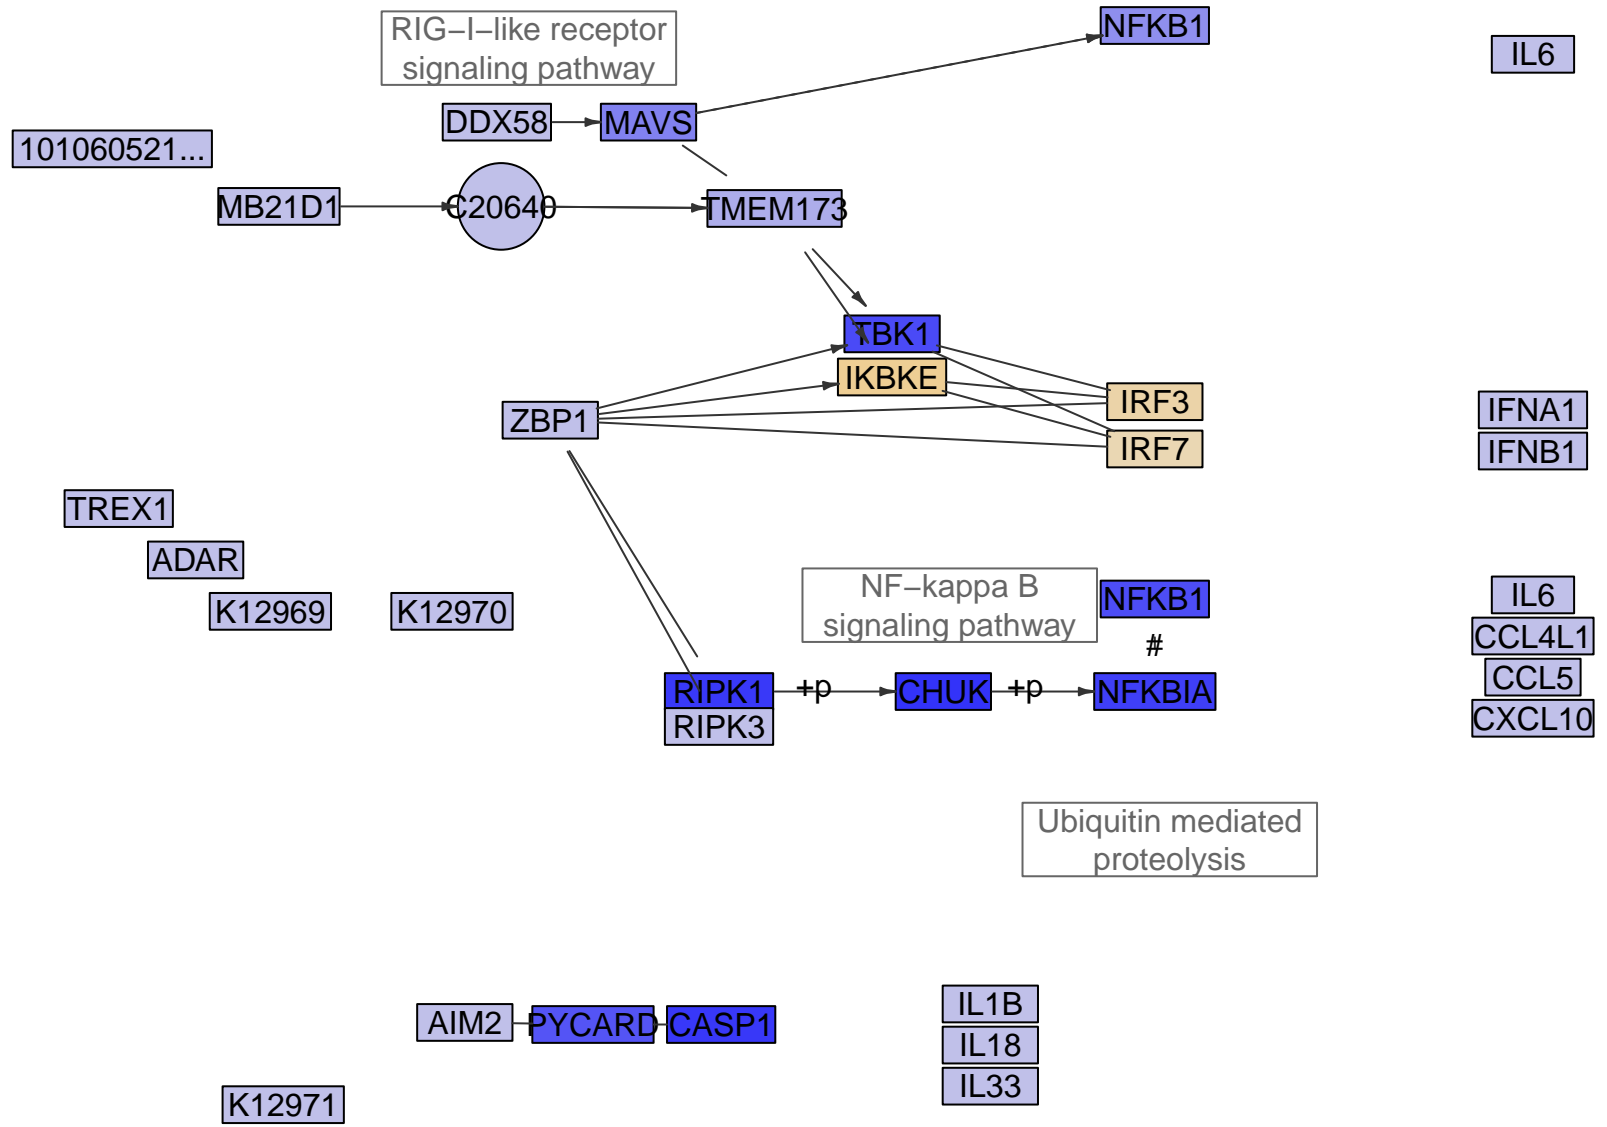 RIG−I−like receptor
signaling pathway
NFKB1
IL6
DDX58
MAVS
101060521...
MB21D1
C20640
TMEM173
TBK1
IKBKE
ZBP1
IRF3
IRF7
IFNA1
IFNB1
TREX1
ADAR
K12969
K12970
NF−kappa B
signaling pathway
NFKB1
#
IL6
CCL4L1
CCL5
CXCL10
RIPK1
+p
CHUK
+p
NFKBIA
RIPK3
Ubiquitin mediated
proteolysis
AIM2
PYCARD
CASP1
IL1B
IL18
IL33
K12971